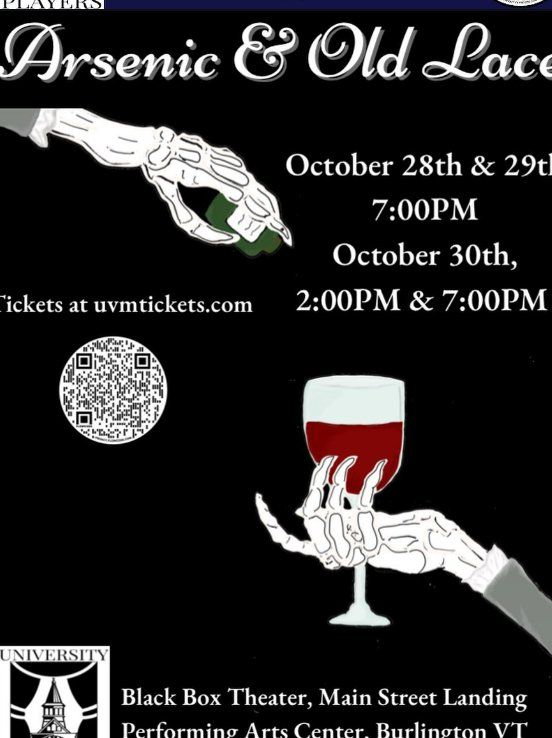 PLAYERS
Arsenic & Old Lace
October 28th & 29th
7:00PM
October 30th,
2:00PM & 7:00PM
Tickets at uvmtickets.com
UNIVERSITY
Black Box Theater, Main Street Landing
Performing Arts Center, Burlington VT